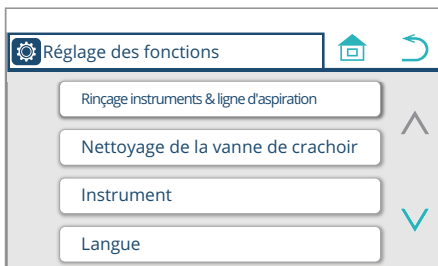 Réglage des fonctions
Rinçage instruments & ligne d'aspiration
Nettoyage de la vanne de crachoir
Instrument
Langue